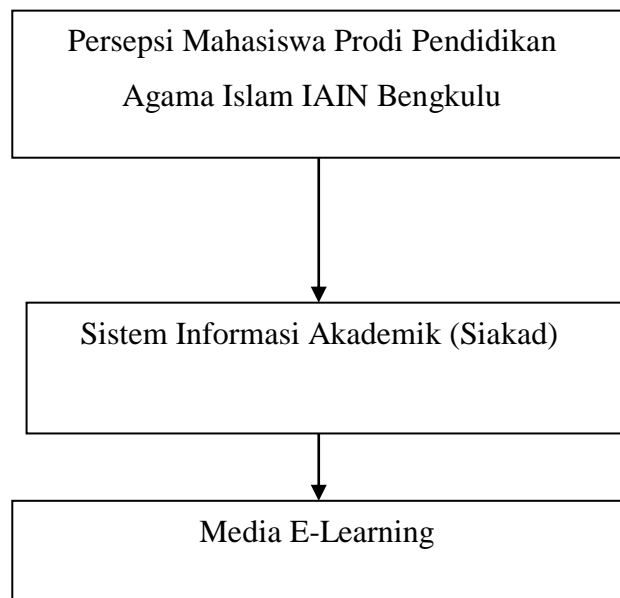 Persepsi Mahasiswa Prodi Pendidikan
Agama Islam IAIN Bengkulu
Sistem Informasi Akademik (Siakad)
Media E-Learning